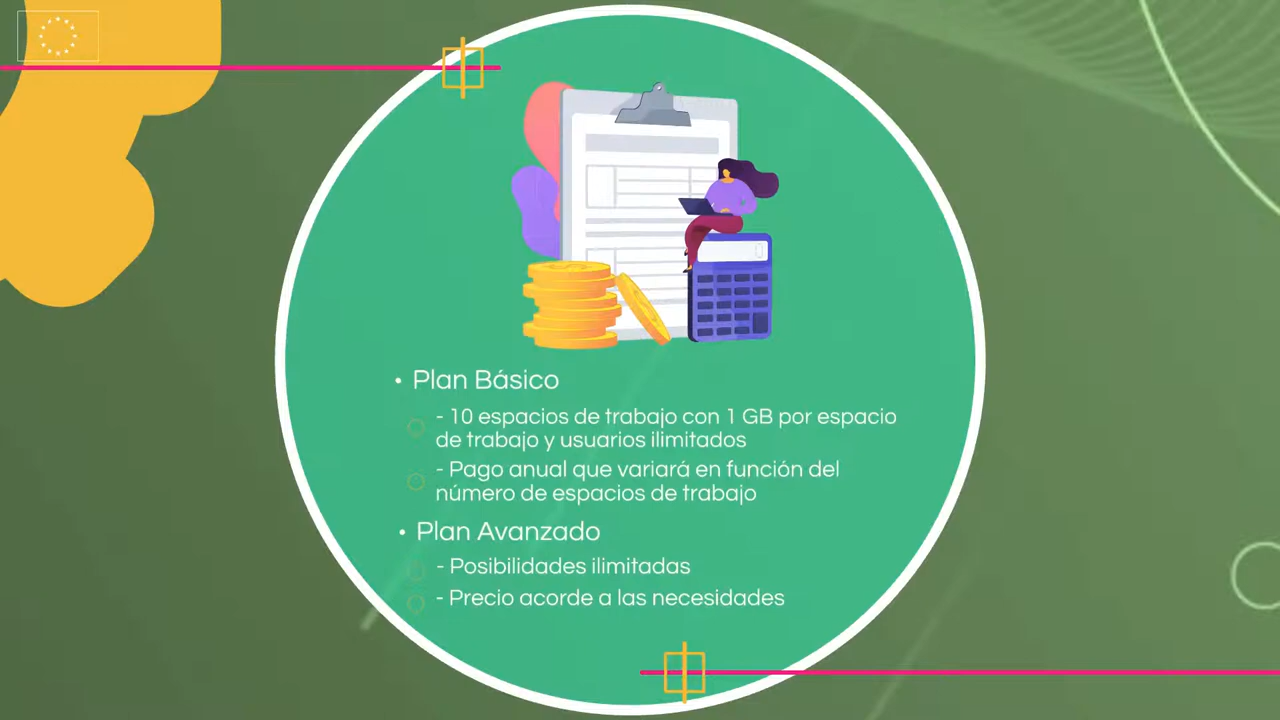 • Plan Básico
- 10 espacios de trabajo con 1 GB por espacio
de trabajo y usuarios ilimitados
- Pago anual que variará en función del
número de espacios de trabajo
• Plan Avanzado
- Posibilidades ilimitadas
- Precio acorde a las necesidades